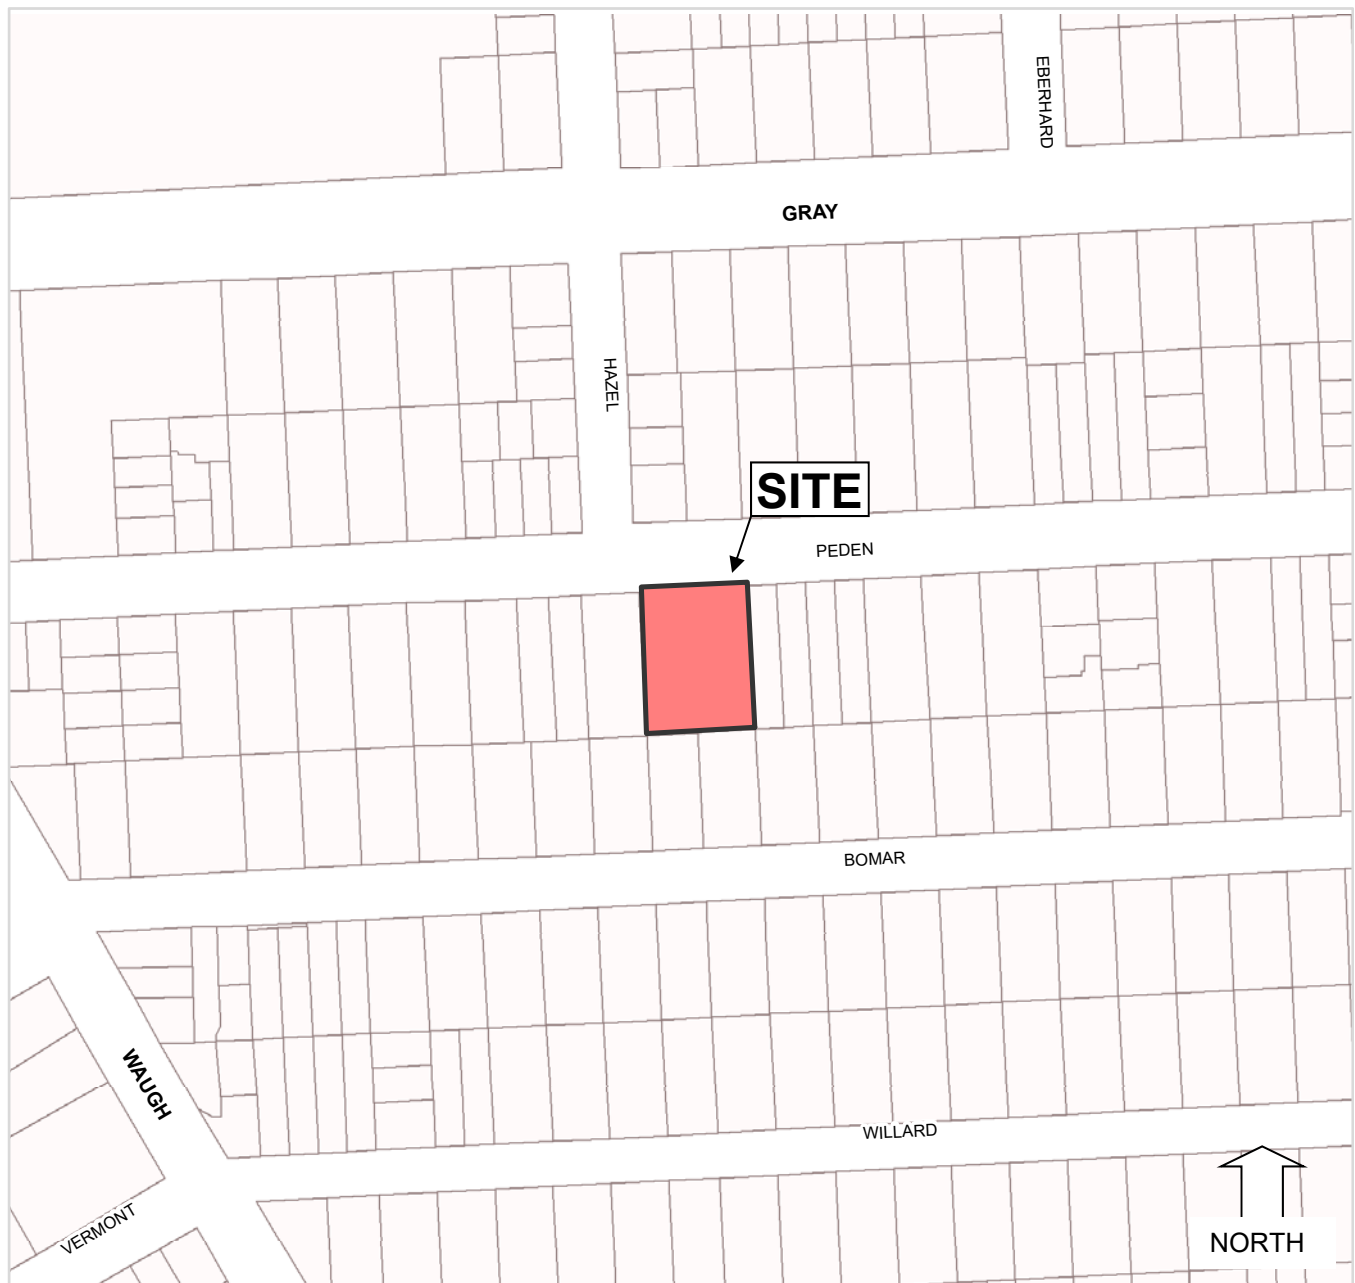 EBERHARD
GRAY
HAZEL
SITE
PEDEN
BOMAR
WAUGH
WILLARD
VERMONT
NORTH